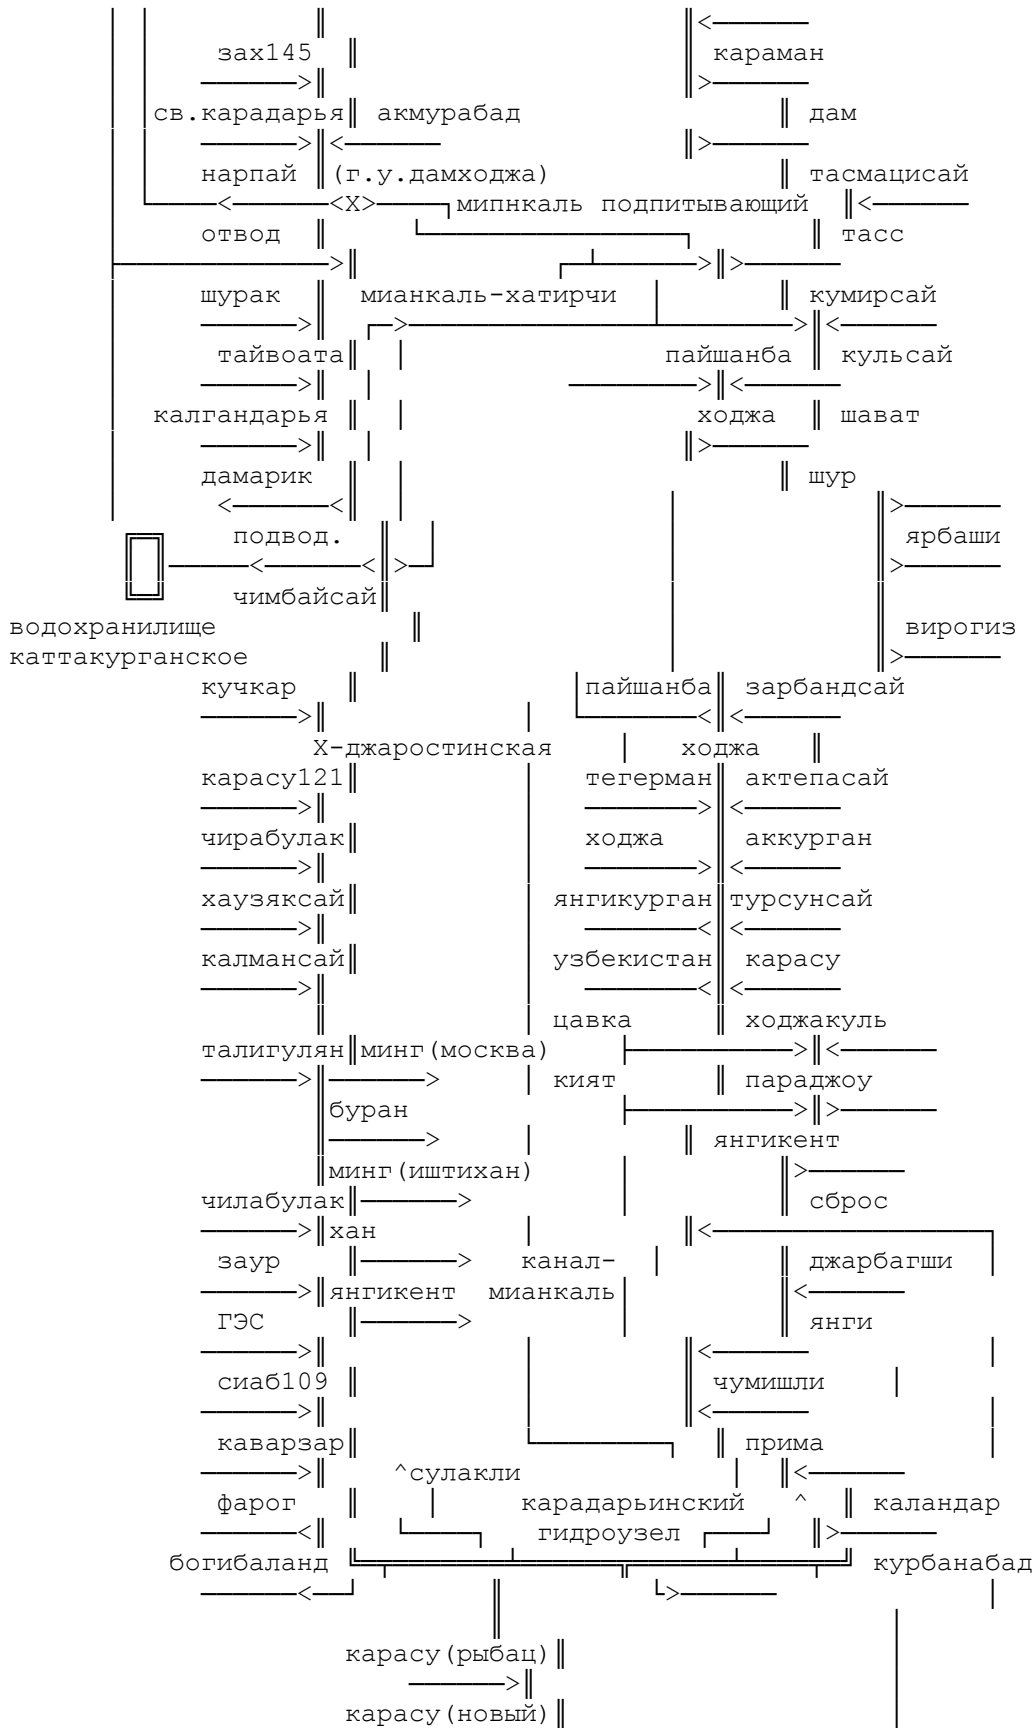 зах145 караман
св.карадарья акмурабад дам
нарпай (г.у.дамходжа) тасмацисай
<X> мипнкаль подпитывающий
отвод тасс
шурак мианкаль-хатирчи кумирсай
тайвоата пайшанба кульсай
калгандарья ходжа шават
дамарик шур
подвод. ярбаши
чимбайсай
водохранилище вирогиз
каттакурганское
кучкар пайшанба зарбандсай
Х-джаростинская ходжа
карасу121 тегерман актепасай
чирабулак ходжа аккурган
хаузяксай янгикурган турсунсай
калмансай узбекистан карасу
цавка ходжакуль
талигулян минг(москва)
кият параджоу
буран
янгикент
минг(иштихан)
чилабулак сброс
хан
заур канал- джарбагши
янгикент мианкаль
ГЭС янги
сиаб109 чумишли
каварзар прима
^сулакли
фарог карадарьинский ^ каландар
гидроузел
богибаланд курбанабад
карасу(рыбац)
карасу(новый)